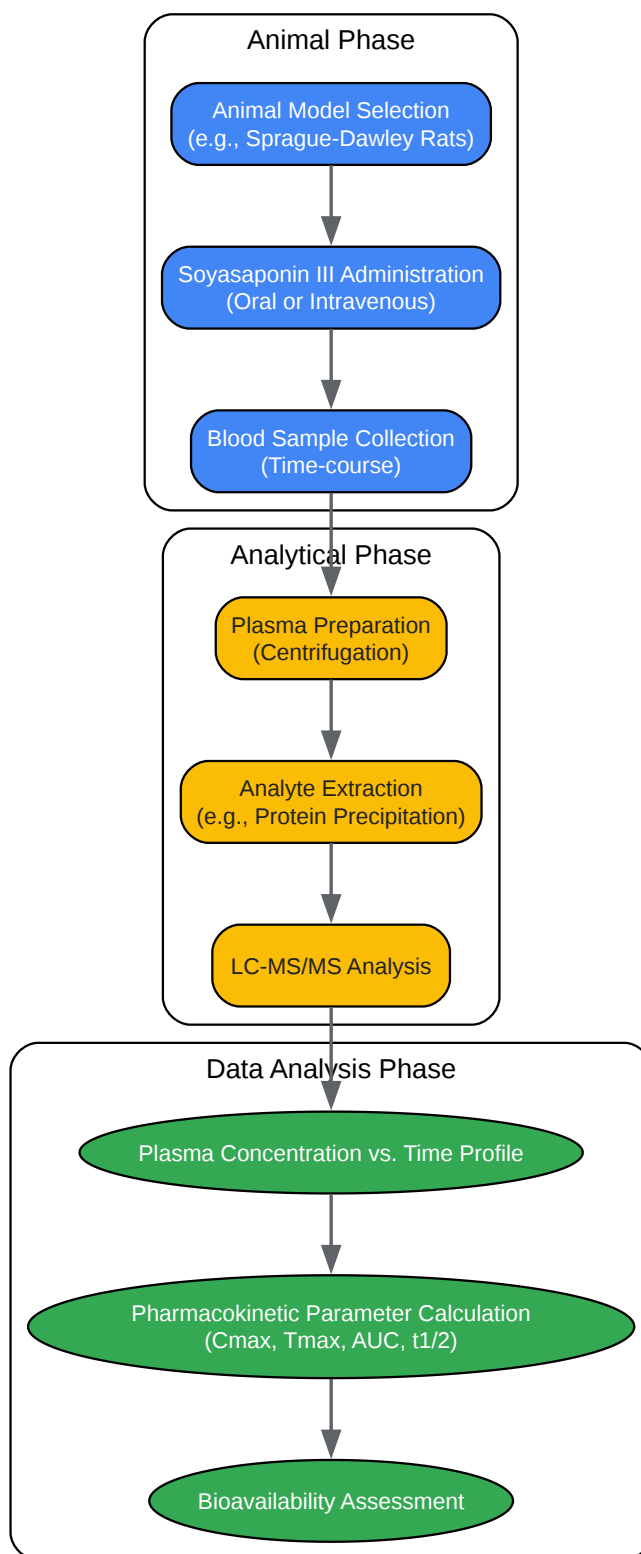 Animal Phase
Animal Model Selection
(e.g., Sprague-Dawley Rats)
Soyasaponin III Administration
(Oral or Intravenous)
Blood Sample Collection
(Time-course)
Analytical Phase
Plasma Preparation
(Centrifugation)
Analyte Extraction
(e.g., Protein Precipitation)
LC-MS/MS Analysis
Data Analysis Phase
Plasma Concentration vs. Time Profile
Pharmacokinetic Parameter Calculation
(Cmax, Tmax, AUC, t1/2)
Bioavailability Assessment